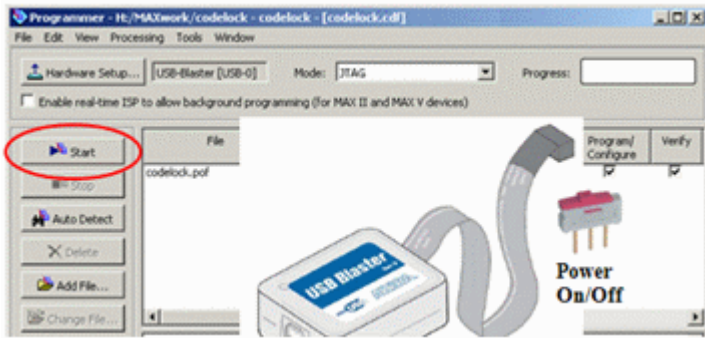 Programmer - H:/MAXwork/codelock - codelock - [codelock.cdf]
File Edit View Processing Tools Window
Hardware Setup... USB-Blaster [USB-0] Mode: JTAG Progress:
Enable real-time ISP to allow background programming (for MAX II and MAX V devices)
Start File Program/ Verify
Configure
codelock.pof
Stop
Auto Detect
Delete
Add File...
Change File...
USB Blaster
Power
On/Off